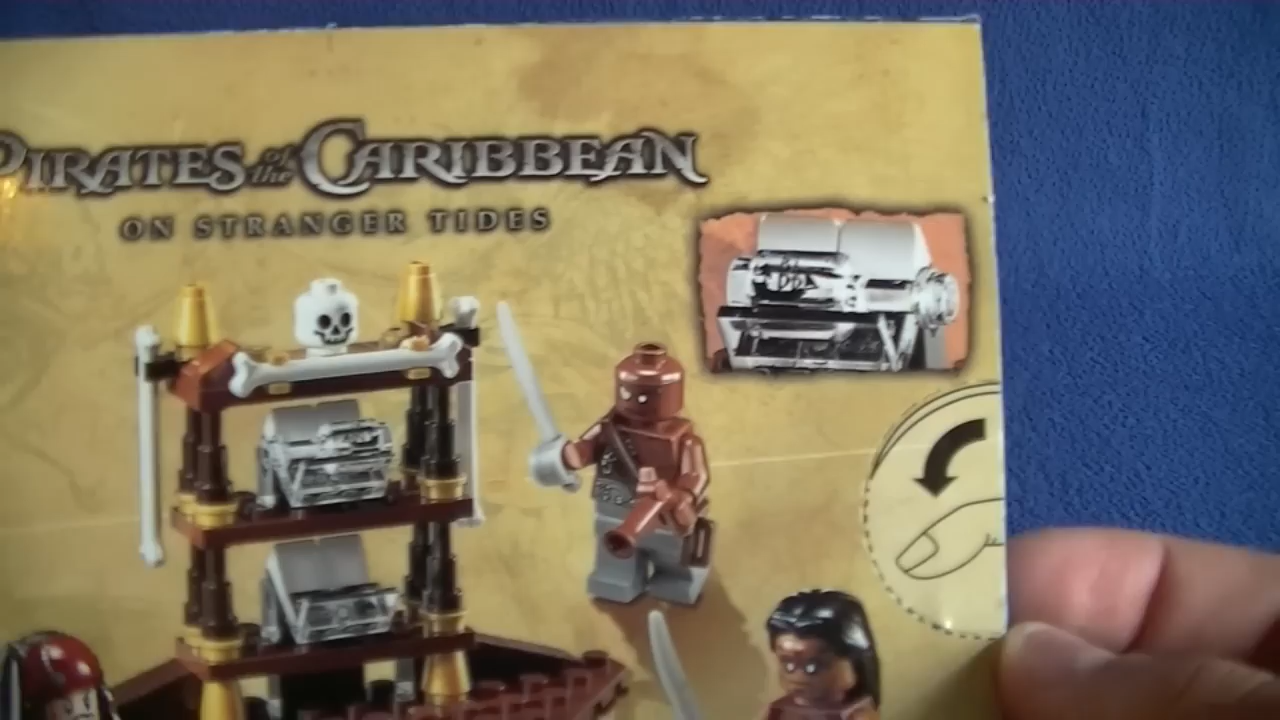 PIRATES of the CARIBBEAN
ON STRANGER TIDES